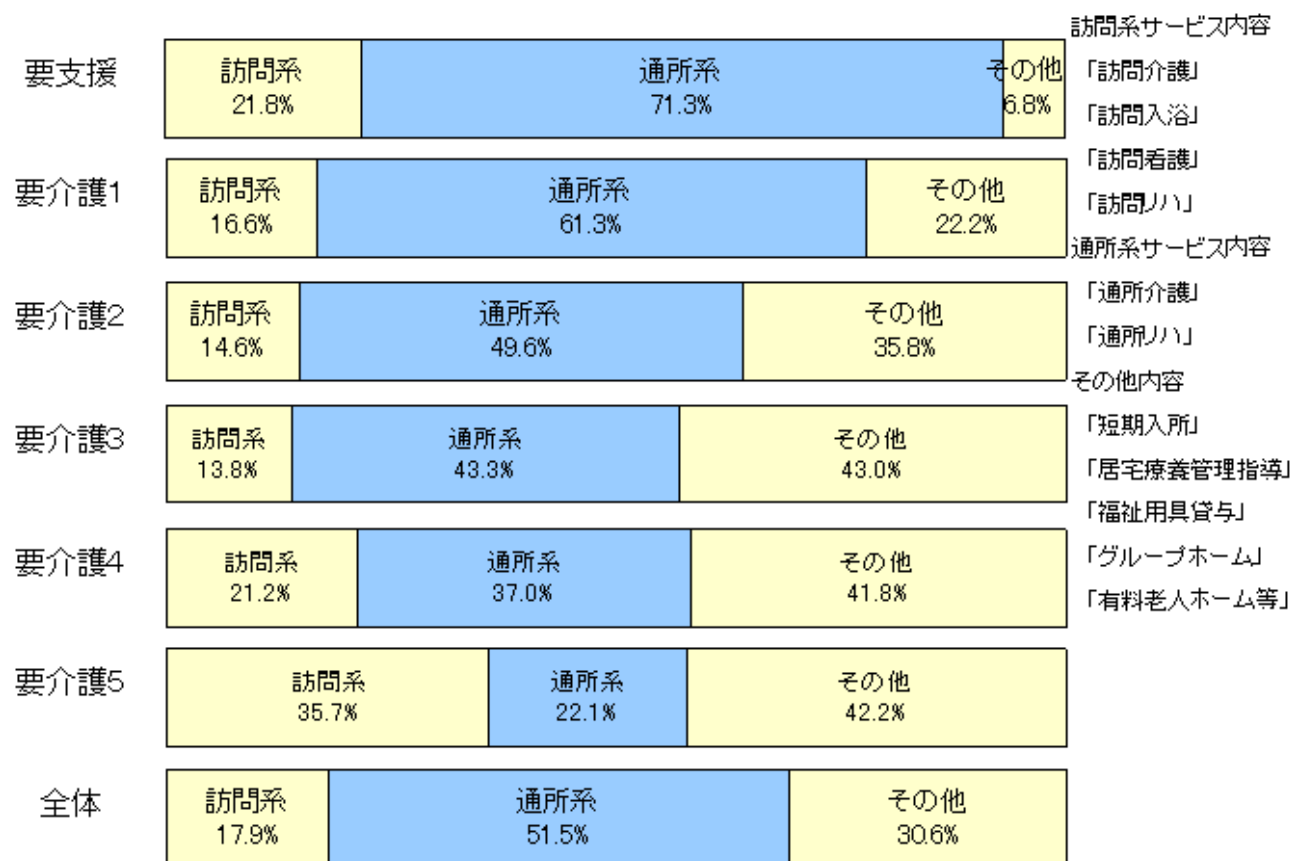 訪問系サービス内容
要支援
訪問系
通所系
その他
「訪問介護」
21.8%
71.3%
6.8%
「訪問入浴」
「訪問看護」
要介護1
訪問系
通所系
その他
「訪問リハ」
16.6%
61.3%
22.2%
通所系サービス内容
「通所介護」
要介護2
訪問系
通所系
その他
「通所リハ」
14.6%
49.6%
35.8%
その他内容
「短期入所」
要介護3
訪問系
通所系
その他
13.8%
43.3%
43.0%
「居宅療養管理指導」
「福祉用具貸与」
要介護4
訪問系
通所系
その他
「グループホーム」
21.2%
37.0%
41.8%
「有料老人ホーム等」
要介護5
訪問系
通所系
その他
35.7%
22.1%
42.2%
全体
訪問系
通所系
その他
17.9%
51.5%
30.6%